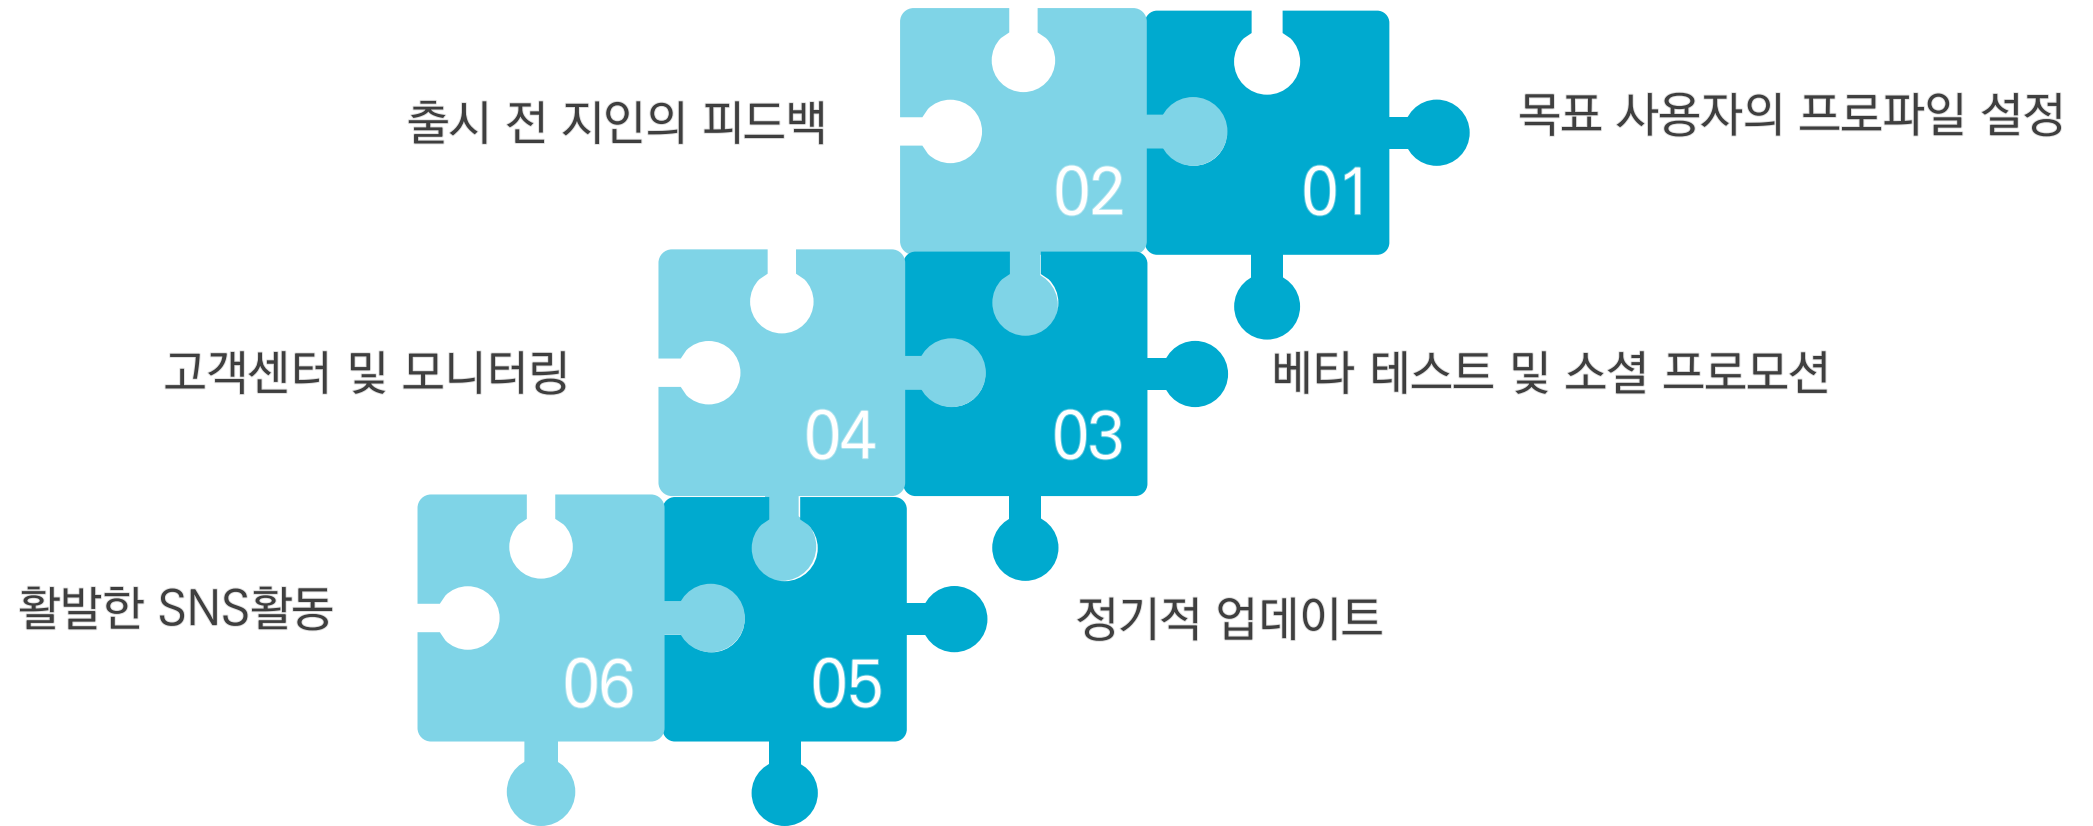 출시 전 지인의 피드백
02
01
목표 사용자의 프로파일 설정
고객센터 및 모니터링
04
03
베타 테스트 및 소셜 프로모션
활발한 SNS활동
06
05
정기적 업데이트